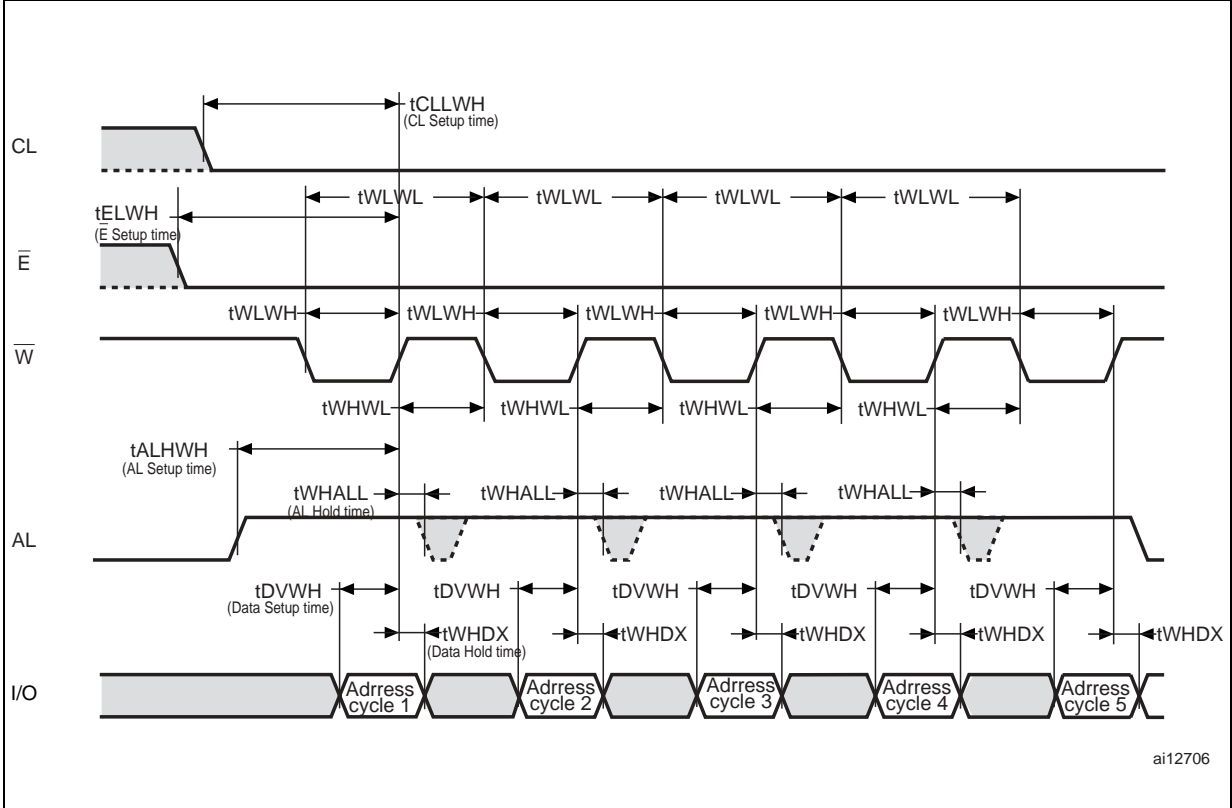 tCLLWH
(CL Setup time)
CL
tWLWL tWLWL tWLWL tWLWL
tELWH
(E̅ Setup time)
E̅
tWLWH tWLWH tWLWH tWLWH tWLWH
W̅
tWHWL tWHWL tWHWL tWHWL
tALHWH
(AL Setup time)
tWHALL tWHALL tWHALL tWHALL
(AL Hold time)
AL
tDVWH tDVWH tDVWH tDVWH tDVWH
(Data Setup time)
tWHDX tWHDX tWHDX tWHDX tWHDX
(Data Hold time)
I/O
Adrress cycle 1
Adrress cycle 2
Adrress cycle 3
Adrress cycle 4
Adrress cycle 5
ai12706